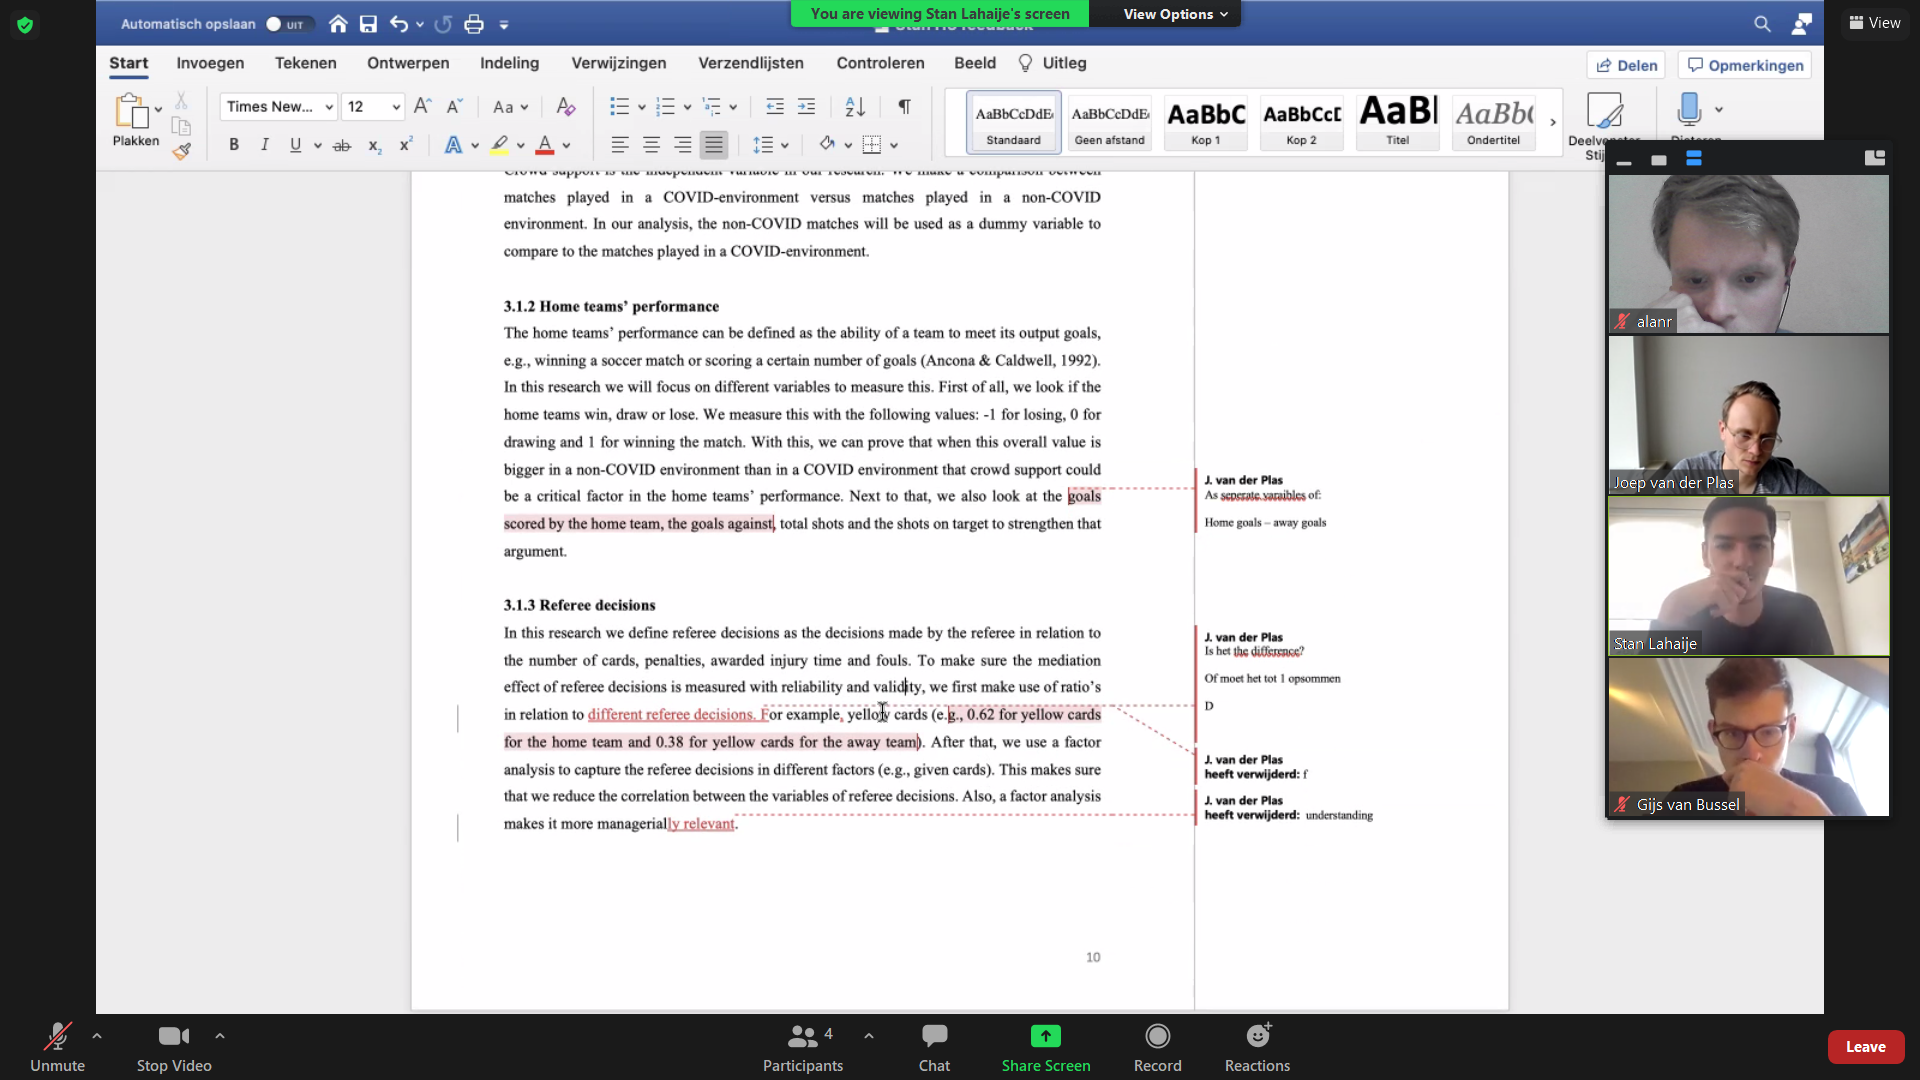 Automatisch opslaan UIT
You are viewing Stan Lahaije's screen View Options
View
Start Invoegen Tekenen Ontwerpen Indeling Verwijzingen Verzendlijsten Controleren Beeld Uitleg Delen Opmerkingen
Plakken
Times New... 12
AaBbCcDdE AaBbCcDdE AaBbC AaBbCcD AaB AaBb
Standaard Geen afstand Kop 1 Kop 2 Titel Ondertitel
Crowd support is the independent variable in our research. We make a comparison between
matches played in a COVID-environment versus matches played in a non-COVID
environment. In our analysis, the non-COVID matches will be used as a dummy variable to
compare to the matches played in a COVID-environment.
3.1.2 Home teams’ performance
The home teams’ performance can be defined as the ability of a team to meet its output goals,
e.g., winning a soccer match or scoring a certain number of goals (Ancona & Caldwell, 1992).
In this research we will focus on different variables to measure this. First of all, we look if the
home teams win, draw or lose. We measure this with the following values: -1 for losing, 0 for
drawing and 1 for winning the match. With this, we can prove that when this overall value is
bigger in a non-COVID environment than in a COVID environment that crowd support could
be a critical factor in the home teams’ performance. Next to that, we also look at the goals
scored by the home team, the goals against, total shots and the shots on target to strengthen that
argument.
3.1.3 Referee decisions
In this research we define referee decisions as the decisions made by the referee in relation to
the number of cards, penalties, awarded injury time and fouls. To make sure the mediation
effect of referee decisions is measured with reliability and validity, we first make use of ratio’s
in relation to different referee decisions. For example, yellow cards (e.g., 0.62 for yellow cards
for the home team and 0.38 for yellow cards for the away team). After that, we use a factor
analysis to capture the referee decisions in different factors (e.g., given cards). This makes sure
that we reduce the correlation between the variables of referee decisions. Also, a factor analysis
makes it more managerially relevant.
10
J. van der Plas
As seperate varaibles of:
Home goals – away goals
J. van der Plas
Is het the difference?
Of moet het tot 1 opsommen
D
J. van der Plas
heeft verwijderd: f
J. van der Plas
heeft verwijderd: understanding
alanr
Joep van der Plas
Stan Lahaije
Gijs van Bussel
Unmute
Stop Video
Participants 4
Chat
Share Screen
Record
Reactions
Leave